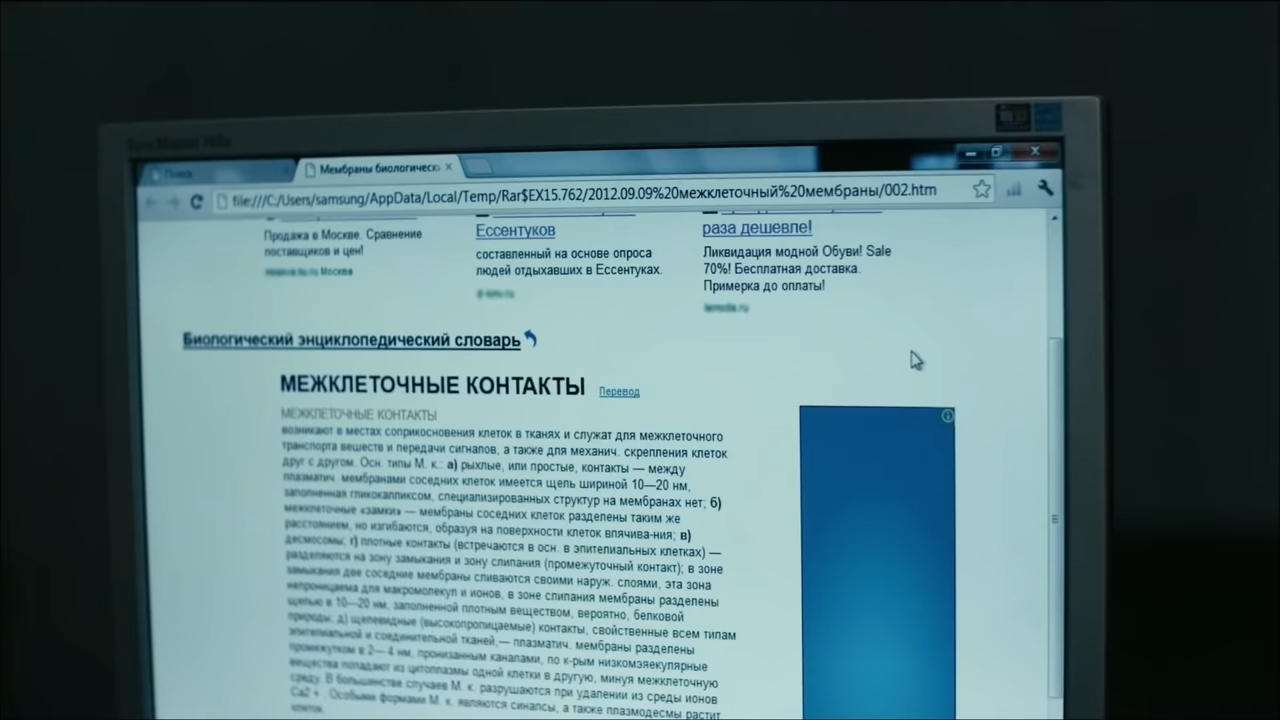 Поиск
Мембраны биологическ
file:///C:/Users/samsung/AppData/Local/Temp/Rar$EX15.762/2012.09.09%20межклеточный%20мембраны/002.htm
Продажа в Москве. Сравнение
поставщиков и цен!
Москва
Ессентуков
составленный на основе опроса
людей отдыхавших в Ессентуках.
раза дешевле!
Ликвидация модной Обуви! Sale
70%! Бесплатная доставка.
Примерка до оплаты!
lamoda.ru
Биологический энциклопедический словарь
МЕЖКЛЕТОЧНЫЕ КОНТАКТЫ Перевод
МЕЖКЛЕТОЧНЫЕ КОНТАКТЫ
возникают в местах соприкосновения клеток в тканях и служат для межклеточного
транспорта веществ и передачи сигналов, а также для механич. скрепления клеток
друг с другом. Осн. типы М. к.: а) рыхлые, или простые, контакты — между
плазматич. мембранами соседних клеток имеется щель шириной 10—20 нм,
заполненная гликокалликсом, специализированных структур на мембранах нет; б)
межклеточные «замки» — мембраны соседних клеток разделены таким же
расстоянием, но изгибаются, образуя на поверхности клеток впячива-ния; в)
десмосомы; г) плотные контакты (встречаются в осн. в эпителиальных клетках) —
разделяются на зону замыкания и зону слипания (промежуточный контакт); в зоне
замыкания две соседние мембраны сливаются своими наруж. слоями, эта зона
непроницаема для макромолекул и ионов, в зоне слипания мембраны разделены
щелью в 10—20 нм, заполненной плотным веществом, вероятно, белковой
природы; д) щелевидные (высокопропицаемые) контакты, свойственные всем типам
эпителиальной и соединительной тканей,— плазматич. мембраны разделены
промежутком в 2— 4 нм, пронизанным каналами, по к-рым низкомэяекулярные
вещества попадают из цитоплазмы одной клетки в другую, минуя межклеточную
среду. В большинстве случаев М. к. разрушаются при удалении из среды ионов
Са2 + . Особыми формами М. к. являются синапсы, а также плазмодесмы растит.
клеток.